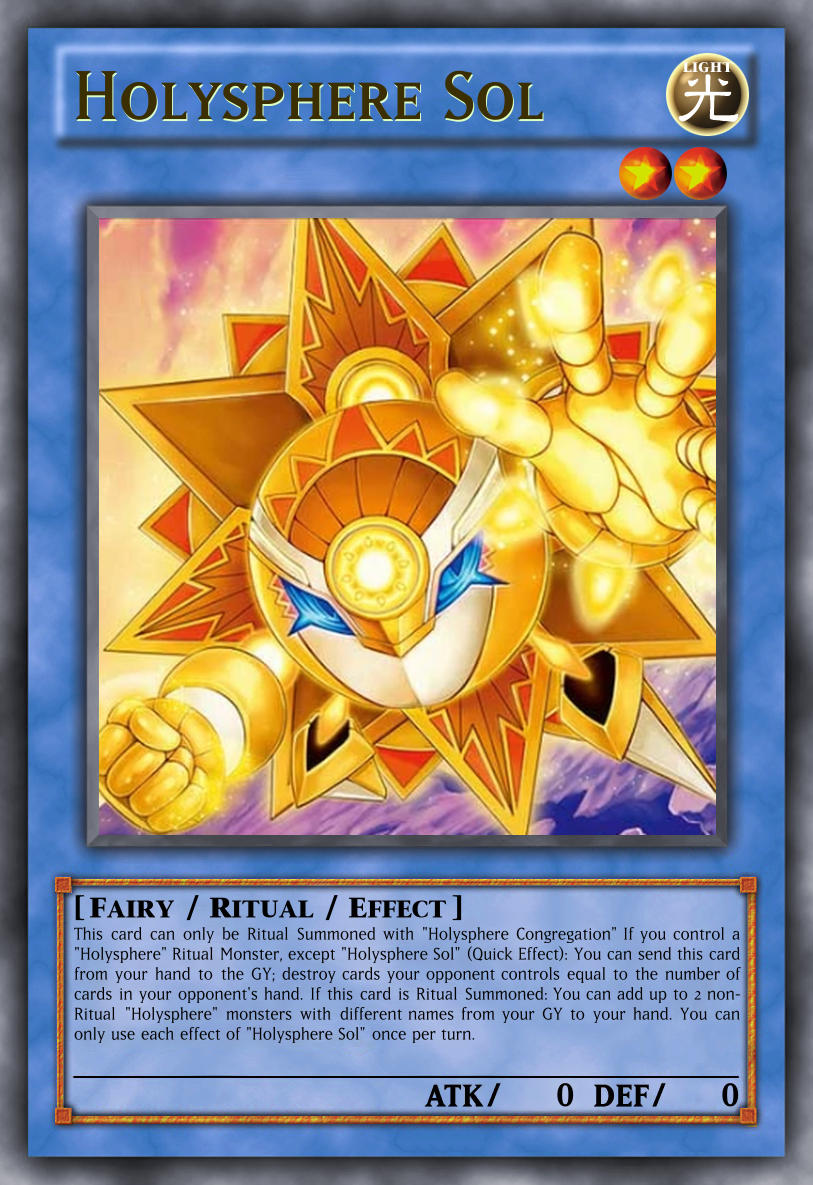 Holysphere Sol
LIGHT
光
[ Fairy / Ritual / Effect ]
This card can only be Ritual Summoned with "Holysphere Congregation" If you control a
"Holysphere" Ritual Monster, except "Holysphere Sol" (Quick Effect): You can send this card
from your hand to the GY; destroy cards your opponent controls equal to the number of
cards in your opponent's hand. If this card is Ritual Summoned: You can add up to 2 non-
Ritual "Holysphere" monsters with different names from your GY to your hand. You can
only use each effect of "Holysphere Sol" once per turn.
ATK/ 0 DEF/ 0